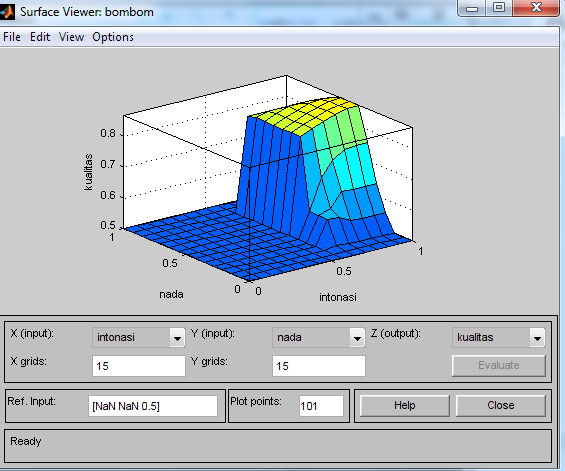 Surface Viewer: bombom
File Edit View Options
0.8
0.7
0.6
0.5
kualitas
1
0.5
0
nada
0
0.5
1
intonasi
X (input): intonasi Y (input): nada Z (output): kualitas
X grids: 15 Y grids: 15 Evaluate
Ref. Input: [NaN NaN 0.5] Plot points: 101 Help Close
Ready